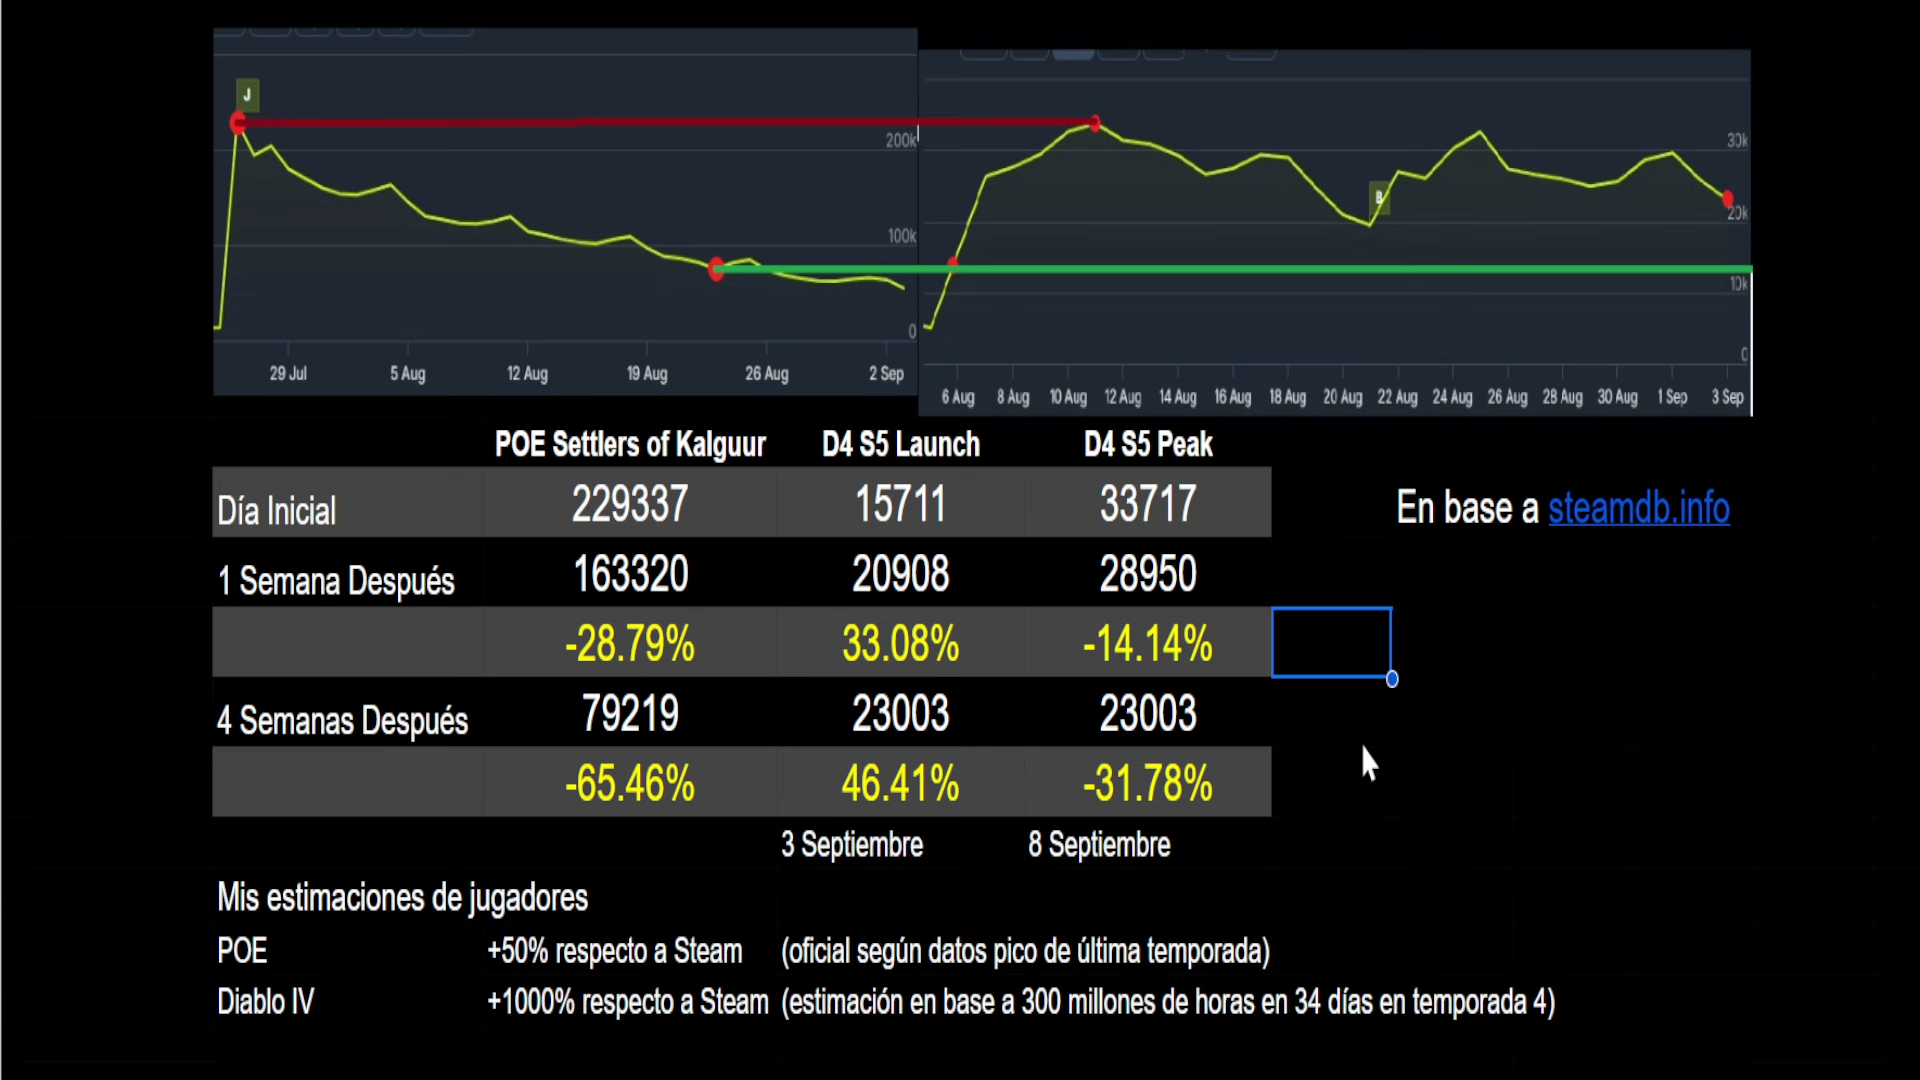 J
200k
100k
0
29 Jul 5 Aug 12 Aug 19 Aug 26 Aug 2 Sep
30k
B
20k
10k
0
6 Aug 8 Aug 10 Aug 12 Aug 14 Aug 16 Aug 18 Aug 20 Aug 22 Aug 24 Aug 26 Aug 28 Aug 30 Aug 1 Sep 3 Sep
POE Settlers of Kalguur D4 S5 Launch D4 S5 Peak
Día Inicial 229337 15711 33717
En base a steamdb.info
1 Semana Después 163320 20908 28950
-28.79% 33.08% -14.14%
4 Semanas Después 79219 23003 23003
-65.46% 46.41% -31.78%
3 Septiembre 8 Septiembre
Mis estimaciones de jugadores
POE +50% respecto a Steam (oficial según datos pico de última temporada)
Diablo IV +1000% respecto a Steam (estimación en base a 300 millones de horas en 34 días en temporada 4)